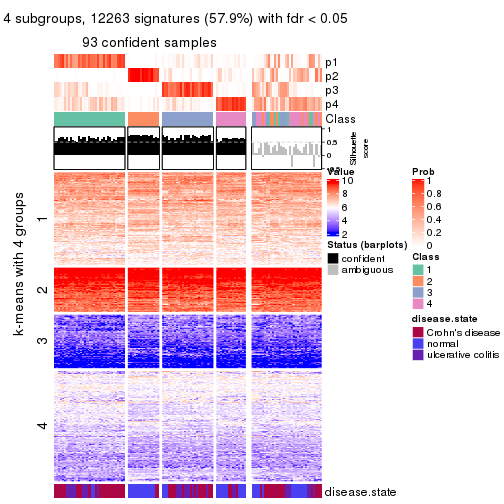 4 subgroups, 12263 signatures (57.9%) with fdr < 0.05
93 confident samples
p1
p2
p3
p4
Class
1
0.5
0
-0.5
Silhouette
score
k-means with 4 groups
1
2
3
4
disease.state
Value
10
8
6
4
2
Status (barplots)
confident
ambiguous
Prob
1
0.8
0.6
0.4
0.2
0
Class
1
2
3
4
disease.state
Crohn's disease
normal
ulcerative colitis